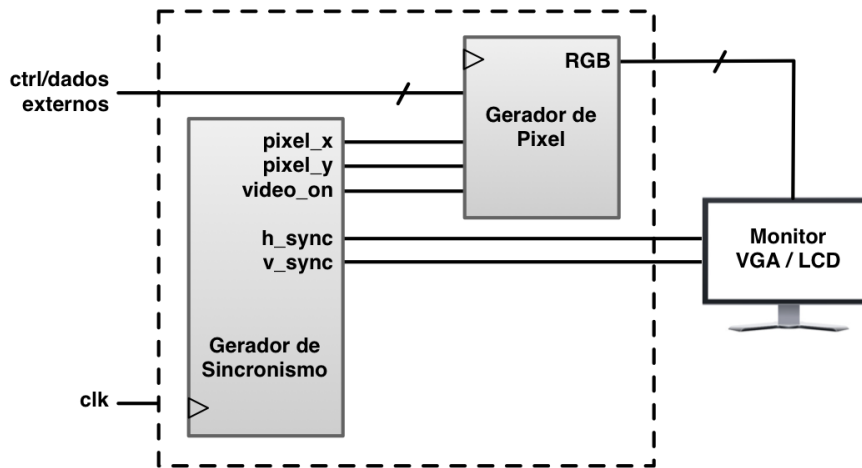 ctrl/dados
externos
RGB
Gerador de
Pixel
pixel_x
pixel_y
video_on
h_sync
v_sync
Gerador de
Sincronismo
Monitor
VGA / LCD
clk